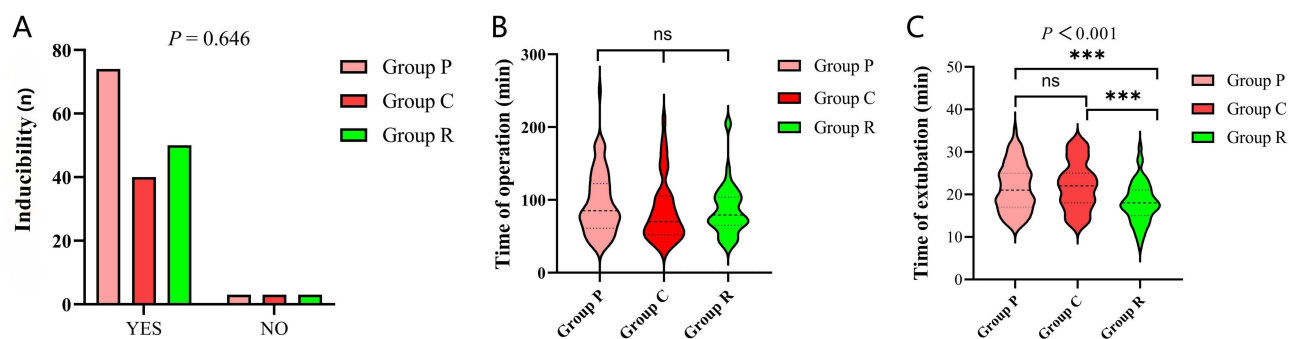 A
P = 0.646
Inducibility (n)
80
60
40
20
0
YES
NO
Group P
Group C
Group R
B
ns
Time of operation (min)
300
200
100
0
Group P
Group C
Group R
Group P
Group C
Group R
C
P < 0.001
***
ns
***
Time of extubation (min)
50
40
30
20
10
0
Group P
Group C
Group R
Group P
Group C
Group R